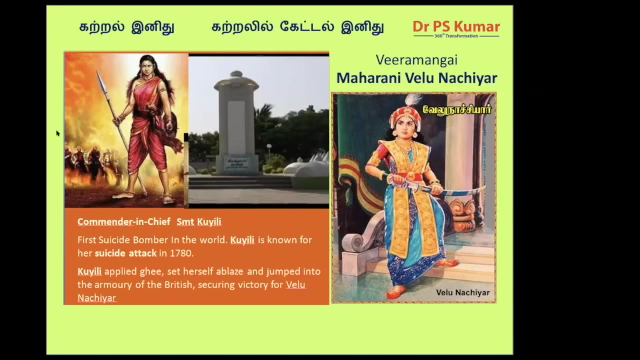 கற்றல் இனிது
கற்றலில் கேட்டல் இனிது
Dr PS Kumar
360° Transformation
Veeramangai
Maharani Velu Nachiyar
வேலுநாச்சியார்
Commender-in-Chief Smt Kuyili
First Suicide Bomber In the world. Kuyili is known for
her suicide attack in 1780.
Kuyili applied ghee, set herself ablaze and jumped into
the armoury of the British, securing victory for Velu
Nachiyar
Velu Nachiyar